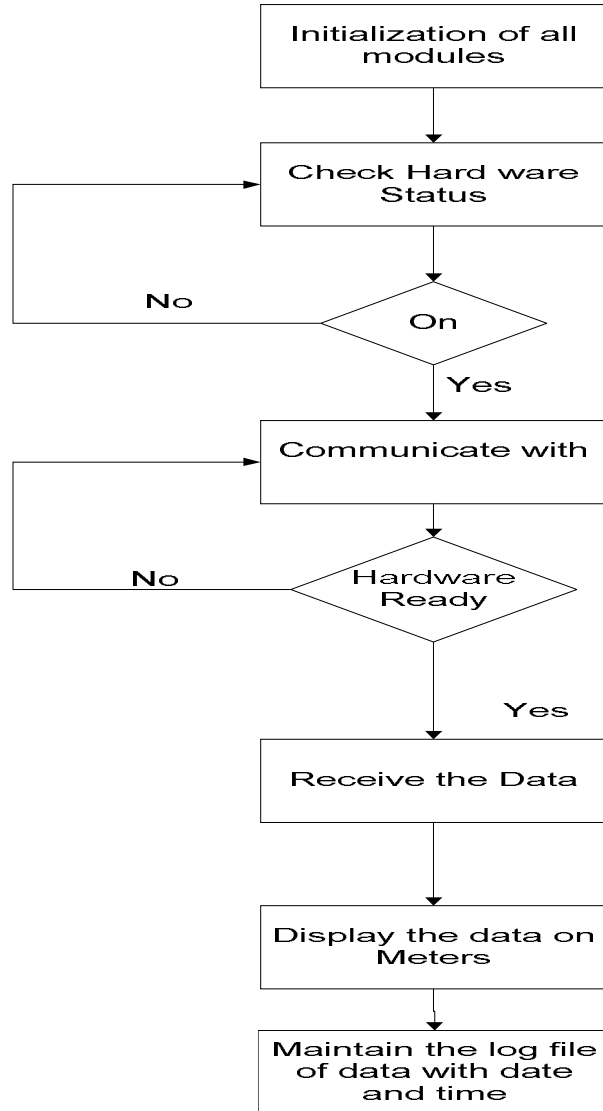 Initialization of all
modules
Check Hard ware
Status
No
On
Yes
Communicate with
No
Hardware
Ready
Yes
Receive the Data
Display the data on
Meters
Maintain the log file
of data with date
and time